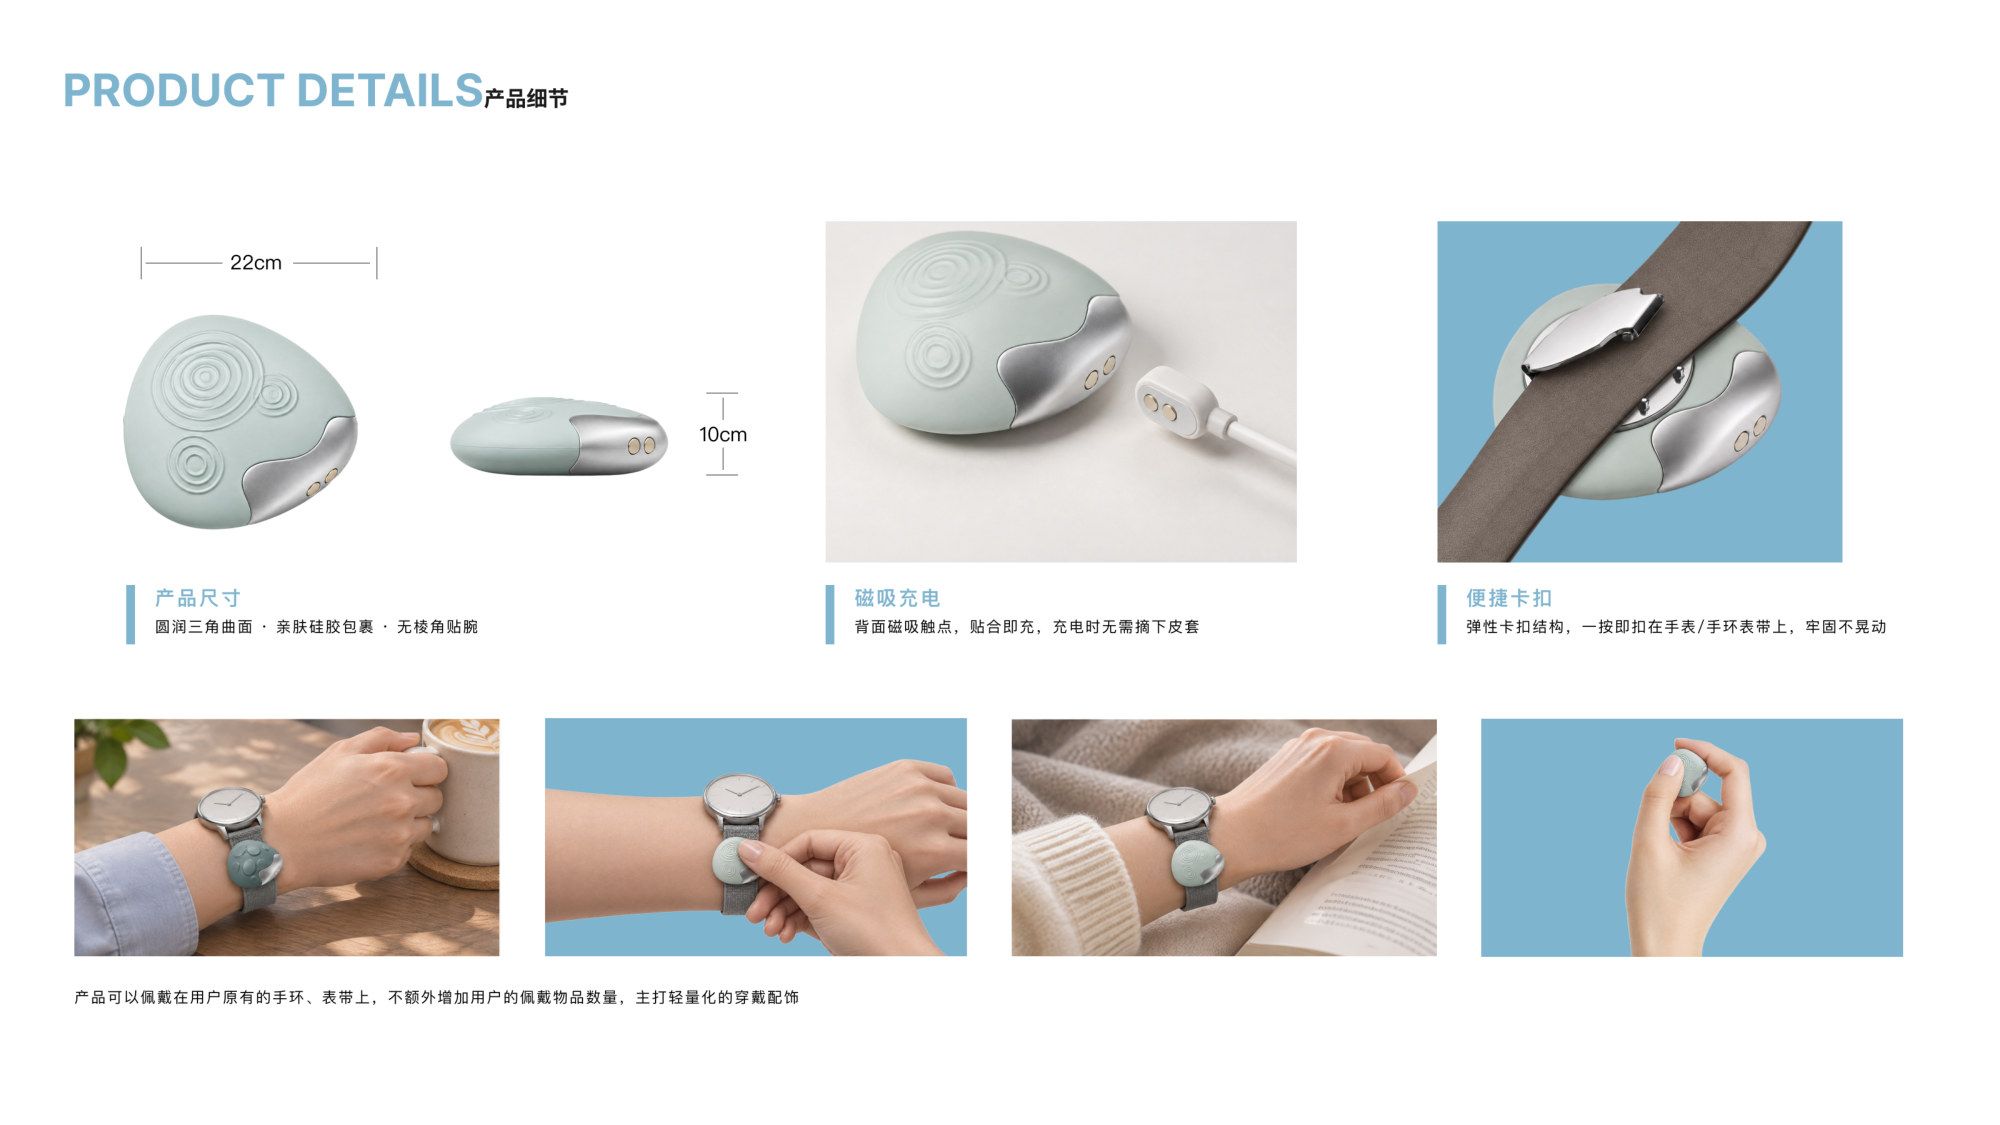 PRODUCT DETAILS产品细节
22cm
10cm
产品尺寸
圆润三角曲面 · 亲肤硅胶包裹 · 无棱角贴腕
磁吸充电
背面磁吸触点，贴合即充，充电时无需摘下皮套
便捷卡扣
弹性卡扣结构，一按即扣在手表/手环表带上，牢固不晃动
产品可以佩戴在用户原有的手环、表带上，不额外增加用户的佩戴物品数量，主打轻量化的穿戴配饰